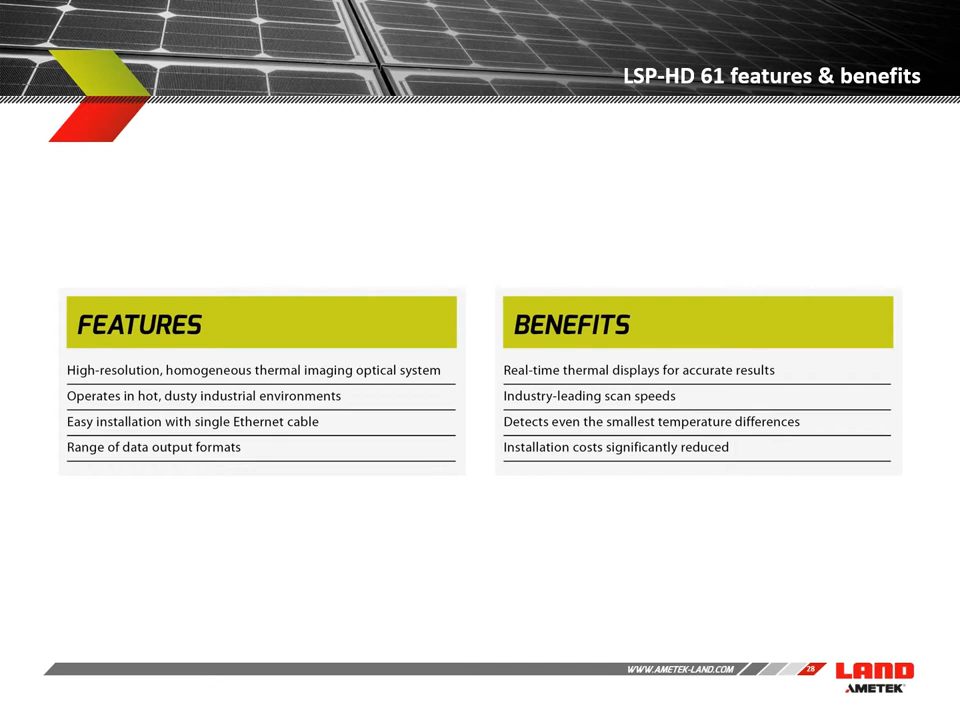 LSP-HD 61 features & benefits
FEATURES
High-resolution, homogeneous thermal imaging optical system
Operates in hot, dusty industrial environments
Easy installation with single Ethernet cable
Range of data output formats
BENEFITS
Real-time thermal displays for accurate results
Industry-leading scan speeds
Detects even the smallest temperature differences
Installation costs significantly reduced
WWW.AMETEK-LAND.COM
28
LAND
AMETEK®